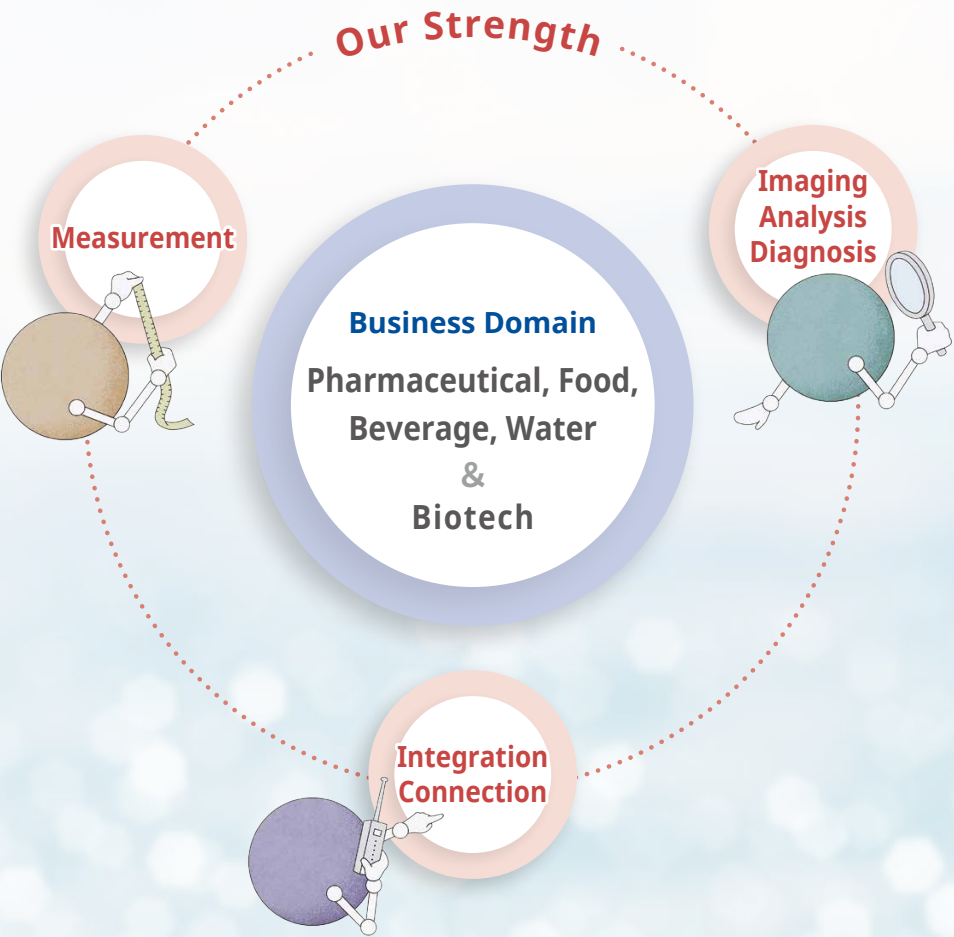 Our Strength
Measurement
Imaging
Analysis
Diagnosis
Business Domain
Pharmaceutical, Food,
Beverage, Water
&
Biotech
Integration
Connection